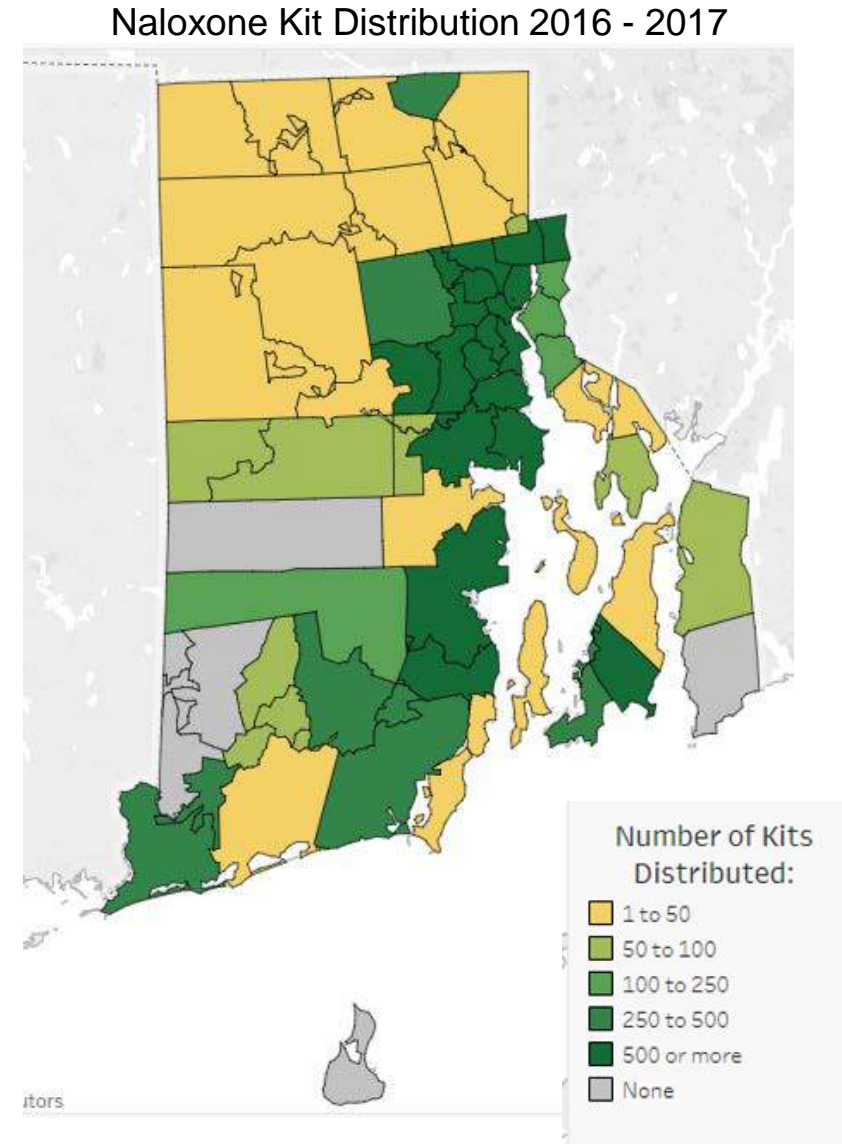 Naloxone Kit Distribution 2016 - 2017
Number of Kits
Distributed:
1 to 50
50 to 100
100 to 250
250 to 500
500 or more
None
utors